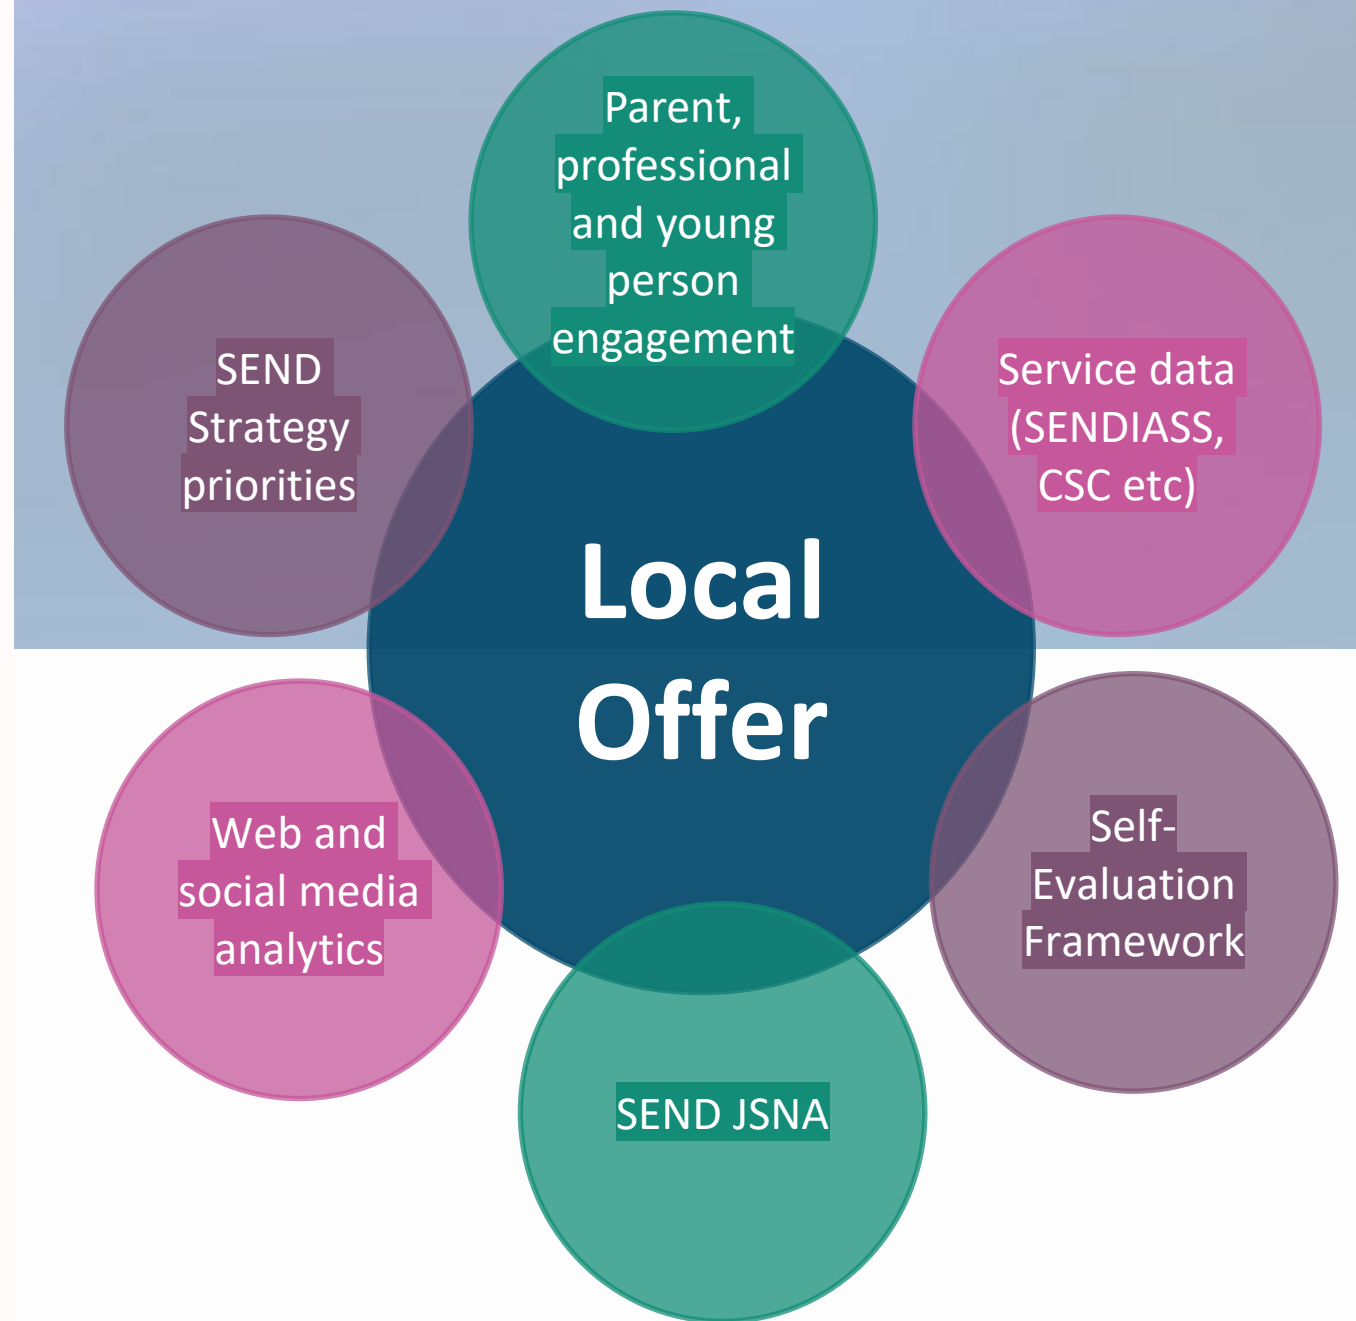 Parent,
professional
and young
person
engagement
SEND
Strategy
priorities
Service data
(SENDIASS,
CSC etc)
Local
Offer
Web and
social media
analytics
Self-
Evaluation
Framework
SEND JSNA